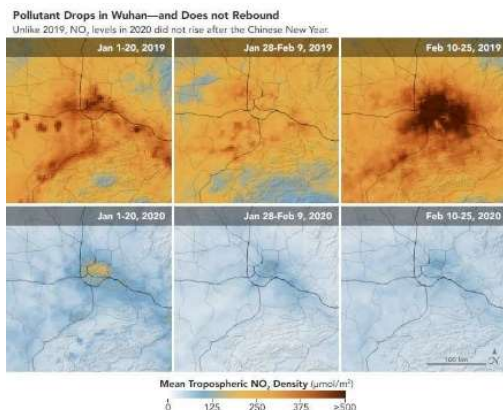 Pollutant Drops in Wuhan—and Does not Rebound
Unlike 2019, NO₂ levels in 2020 did not rise after the Chinese New Year.
Jan 1-20, 2019
Jan 28-Feb 9, 2019
Feb 10-25, 2019
Jan 1-20, 2020
Jan 28-Feb 9, 2020
Feb 10-25, 2020
100 km
N
Mean Tropospheric NO₂ Density (μmol/m²)
0 125 250 375 ≥500